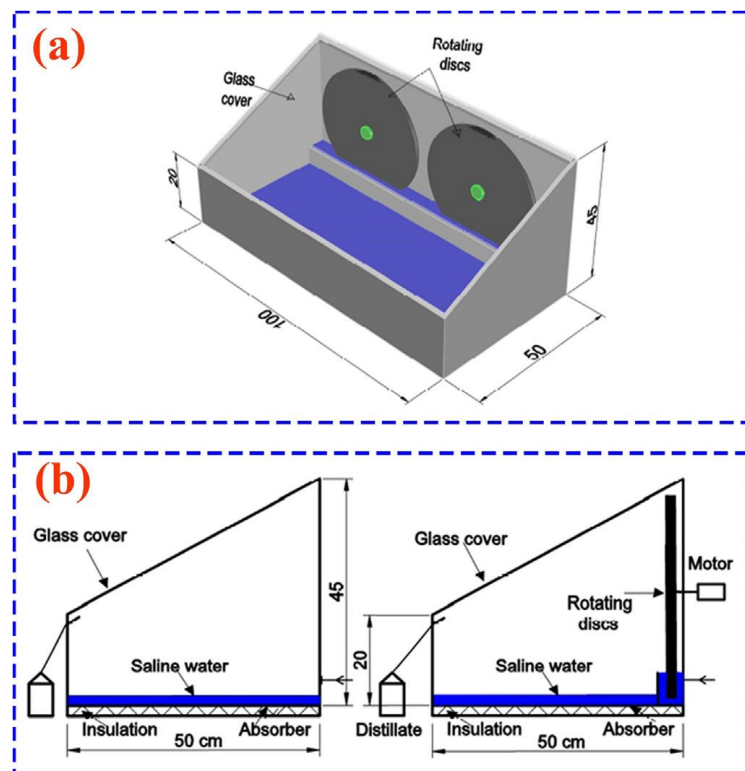 (a)
Rotating
discs
Glass
cover
20
45
100
50
(b)
Glass cover
45
Saline water
Insulation
Absorber
50 cm
Glass cover
Motor
Rotating
discs
20
Saline water
Distillate
Insulation
Absorber
50 cm